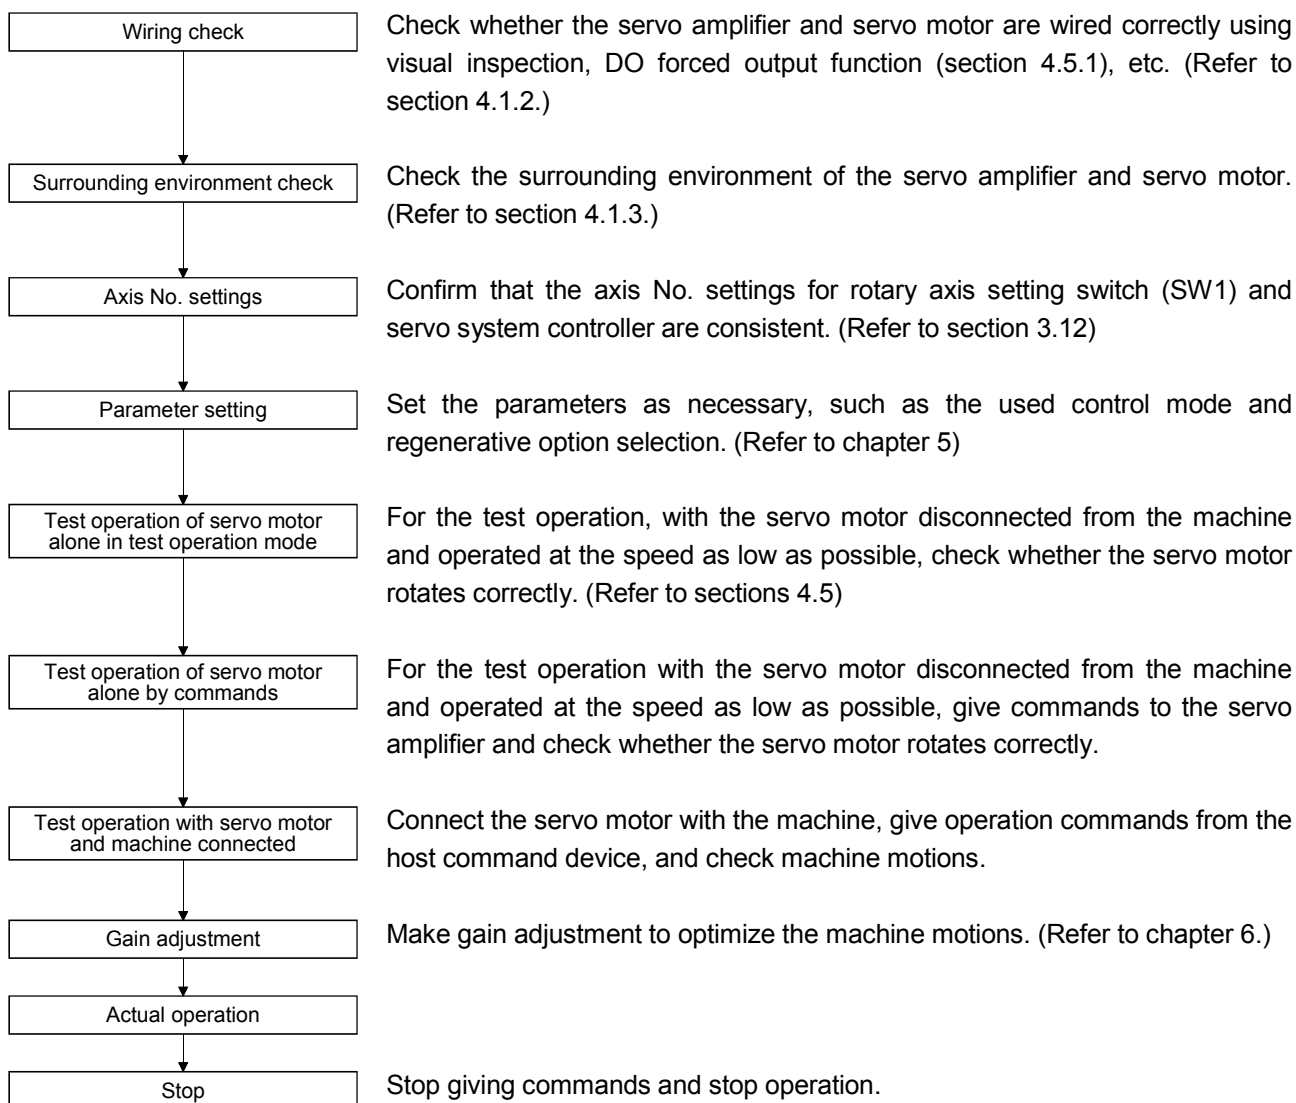 Wiring check
Check whether the servo amplifier and servo motor are wired correctly using
visual inspection, DO forced output function (section 4.5.1), etc. (Refer to
section 4.1.2.)
Surrounding environment check
Check the surrounding environment of the servo amplifier and servo motor.
(Refer to section 4.1.3.)
Axis No. settings
Confirm that the axis No. settings for rotary axis setting switch (SW1) and
servo system controller are consistent. (Refer to section 3.12)
Parameter setting
Set the parameters as necessary, such as the used control mode and
regenerative option selection. (Refer to chapter 5)
Test operation of servo motor
alone in test operation mode
For the test operation, with the servo motor disconnected from the machine
and operated at the speed as low as possible, check whether the servo motor
rotates correctly. (Refer to sections 4.5)
Test operation of servo motor
alone by commands
For the test operation with the servo motor disconnected from the machine
and operated at the speed as low as possible, give commands to the servo
amplifier and check whether the servo motor rotates correctly.
Test operation with servo motor
and machine connected
Connect the servo motor with the machine, give operation commands from the
host command device, and check machine motions.
Gain adjustment
Make gain adjustment to optimize the machine motions. (Refer to chapter 6.)
Actual operation
Stop
Stop giving commands and stop operation.